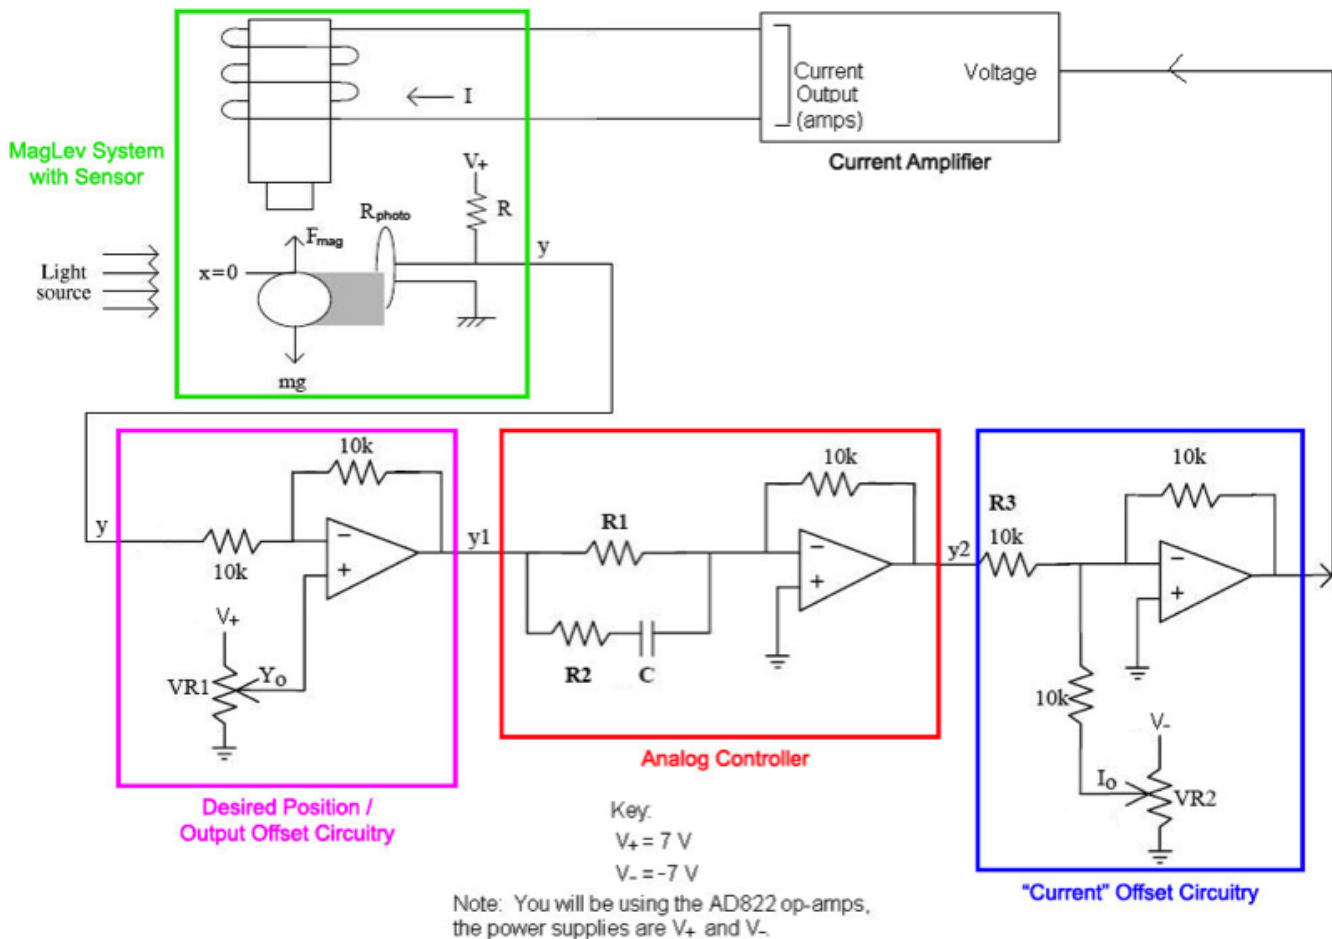 Current
Output
(amps)
Voltage
I
MagLev System
with Sensor
Current Amplifier
V+
R
Rphoto
Fmag
y
x=0
Light
source
mg
10k
y
10k
y1
−
+
V+
VR1
Yo
Desired Position /
Output Offset Circuitry
10k
R1
R2
C
−
+
Analog Controller
y2
R3
10k
10k
−
+
10k
V-
Io
VR2
"Current" Offset Circuitry
Key:
V+ = 7 V
V- = -7 V
Note: You will be using the AD822 op-amps,
the power supplies are V+ and V-.